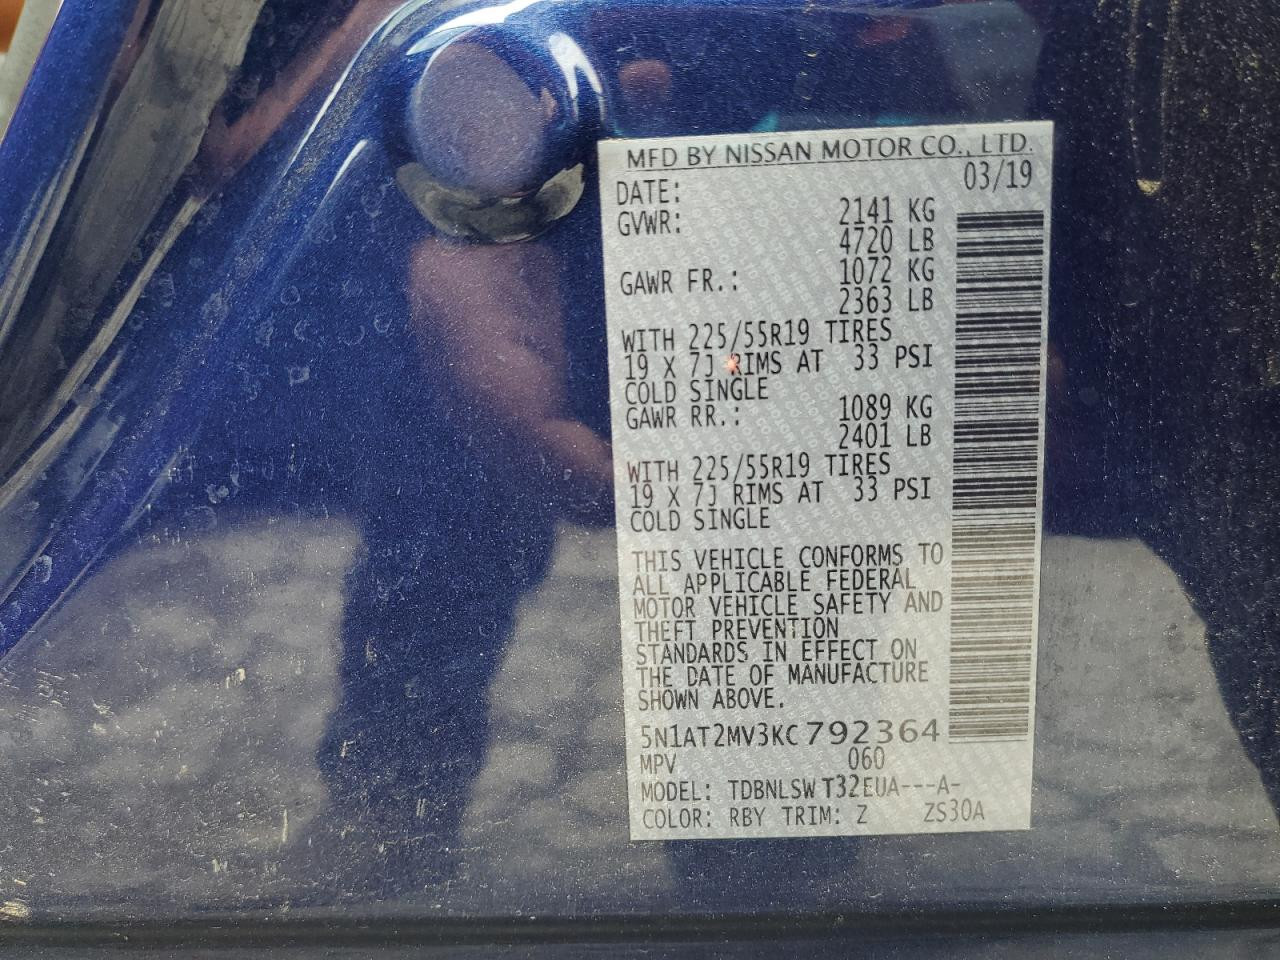 MFD BY NISSAN MOTOR CO., LTD.
DATE: 03/19
GVWR: 2141 KG
4720 LB
GAWR FR.: 1072 KG
2363 LB
WITH 225/55R19 TIRES
19 X 7J RIMS AT 33 PSI
COLD SINGLE
GAWR RR.: 1089 KG
2401 LB
WITH 225/55R19 TIRES
19 X 7J RIMS AT 33 PSI
COLD SINGLE
THIS VEHICLE CONFORMS TO
ALL APPLICABLE FEDERAL
MOTOR VEHICLE SAFETY AND
THEFT PREVENTION
STANDARDS IN EFFECT ON
THE DATE OF MANUFACTURE
SHOWN ABOVE.
5N1AT2MV3KC792364
MPV 060
MODEL: TDBNLSW T32EUA---A-
COLOR: RBY TRIM: Z ZS30A